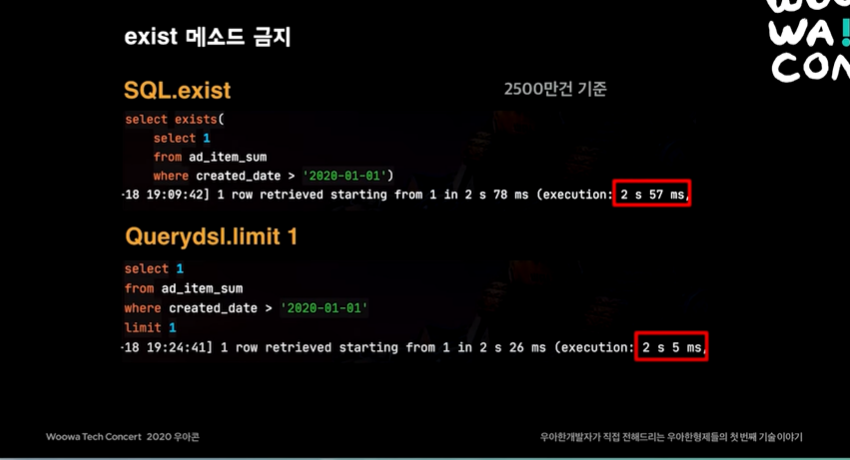 WOOWA!
CON
exist 메소드 금지
SQL.exist
2500만건 기준
select exists(
select 1
from ad_item_sum
where created_date > '2020-01-01')
-18 19:09:42] 1 row retrieved starting from 1 in 2 s 78 ms (execution: 2 s 57 ms,
Querydsl.limit 1
select 1
from ad_item_sum
where created_date > '2020-01-01'
limit 1
-18 19:24:41] 1 row retrieved starting from 1 in 2 s 26 ms (execution: 2 s 5 ms,
Woowa Tech Concert 2020 우아콘
우아한개발자가 직접 전해드리는 우아한형제들의 첫 번째 기술 이야기